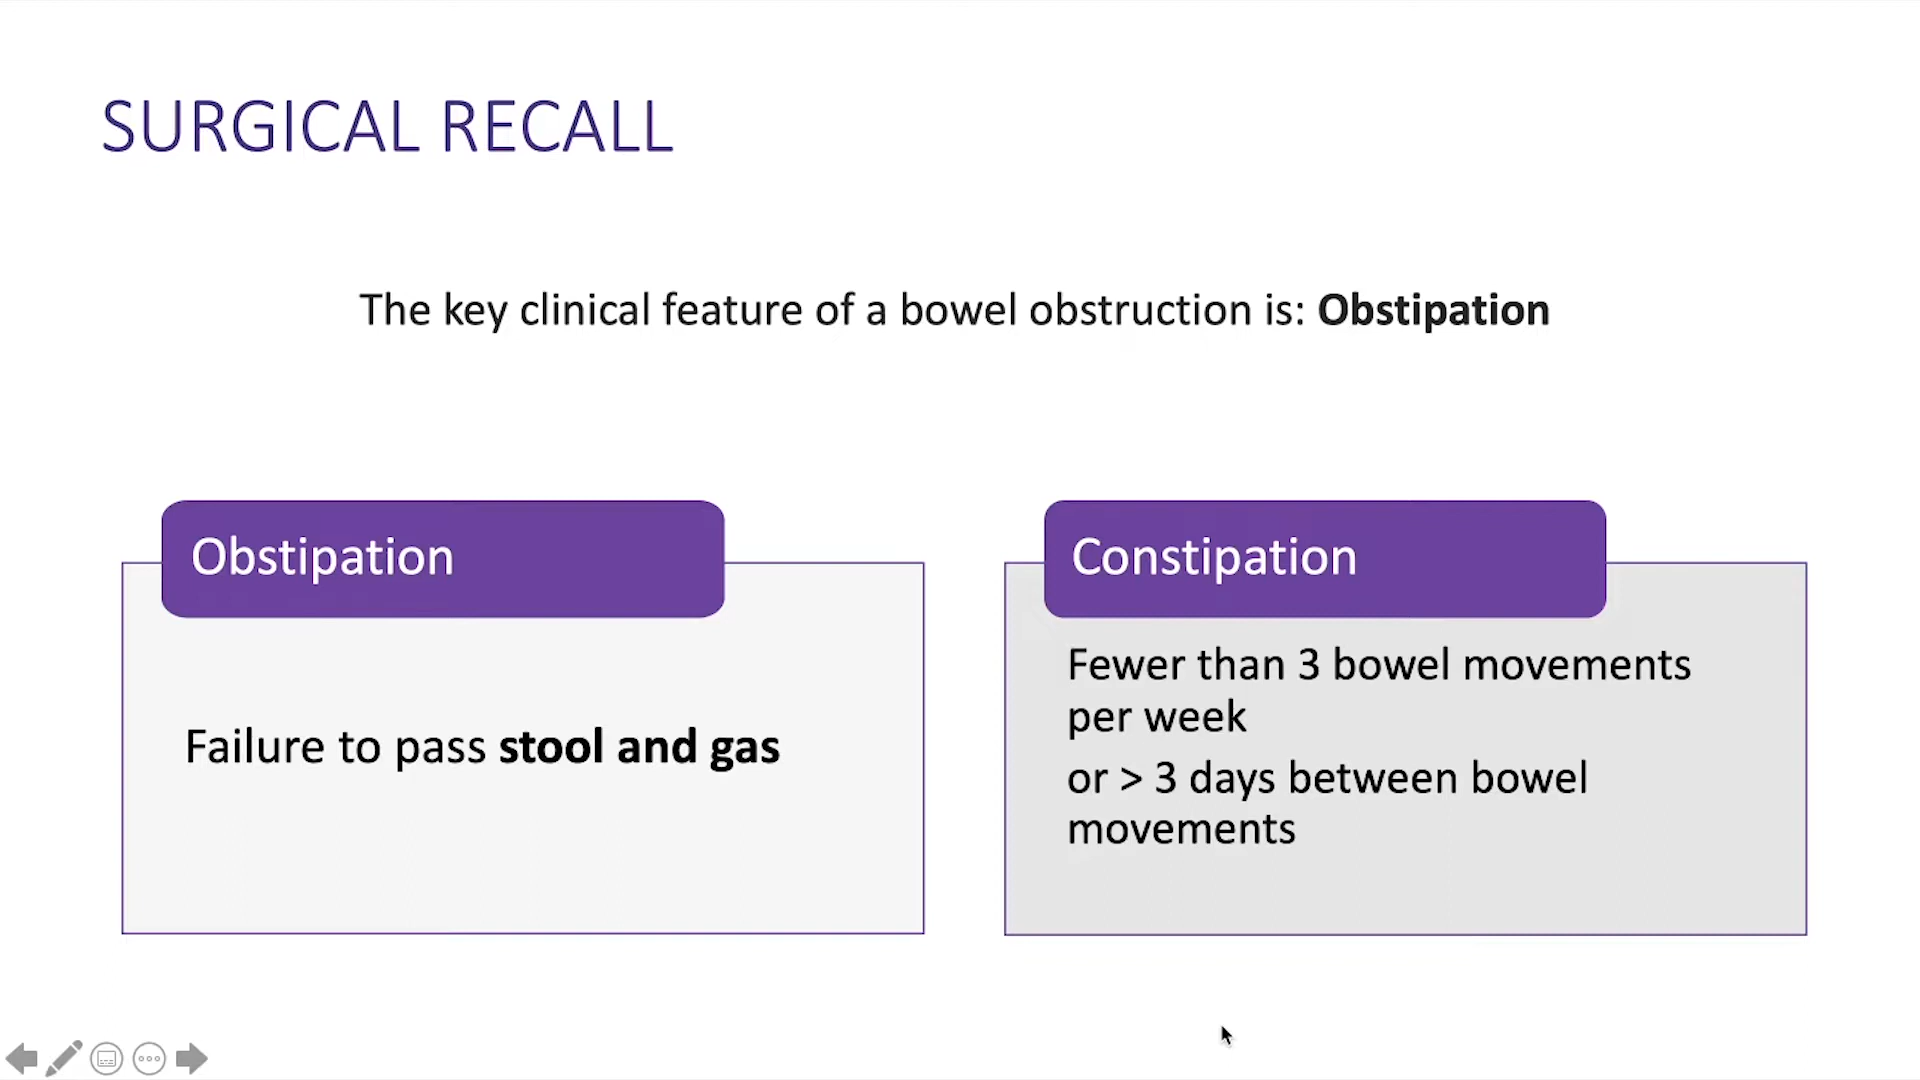 SURGICAL RECALL
The key clinical feature of a bowel obstruction is: Obstipation
Obstipation
Failure to pass stool and gas
Constipation
Fewer than 3 bowel movements
per week
or > 3 days between bowel
movements